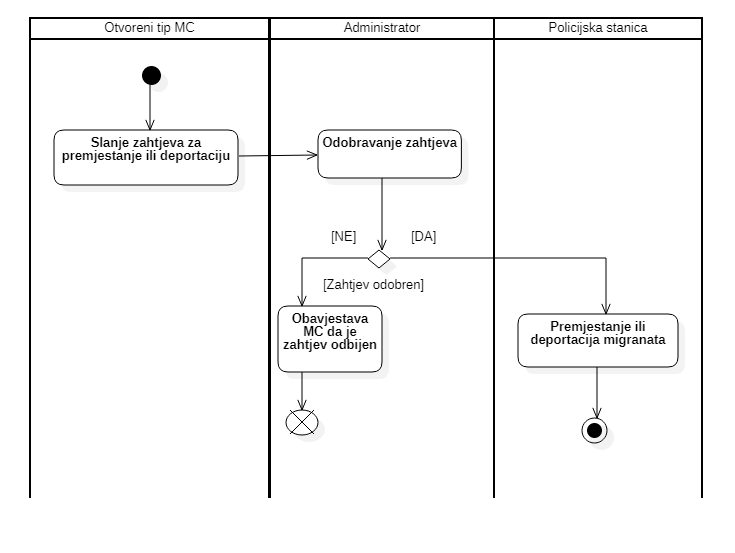 Otvoreni tip MC
Administrator
Policijska stanica
Slanje zahtjeva za
premjestanje ili deportaciju
Odobravanje zahtjeva
[NE]
[DA]
[Zahtjev odobren]
Obavjestava
MC da je
zahtjev odbijen
Premjestanje ili
deportacija migranata